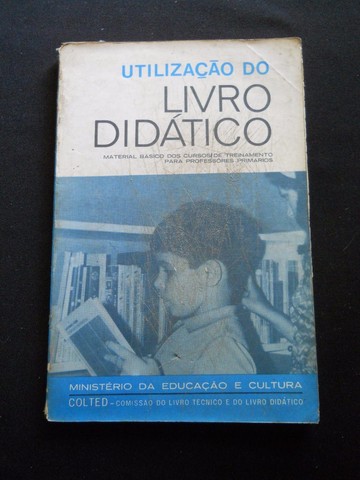 UTILIZAÇÃO DO
LIVRO
DIDÁTICO
MATERIAL BÁSICO DOS CURSOS DE TREINAMENTO
PARA PROFESSÔRES PRIMÁRIOS
MINISTÉRIO DA EDUCAÇÃO E CULTURA
COLTED – COMISSÃO DO LIVRO TÉCNICO E DO LIVRO DIDÁTICO